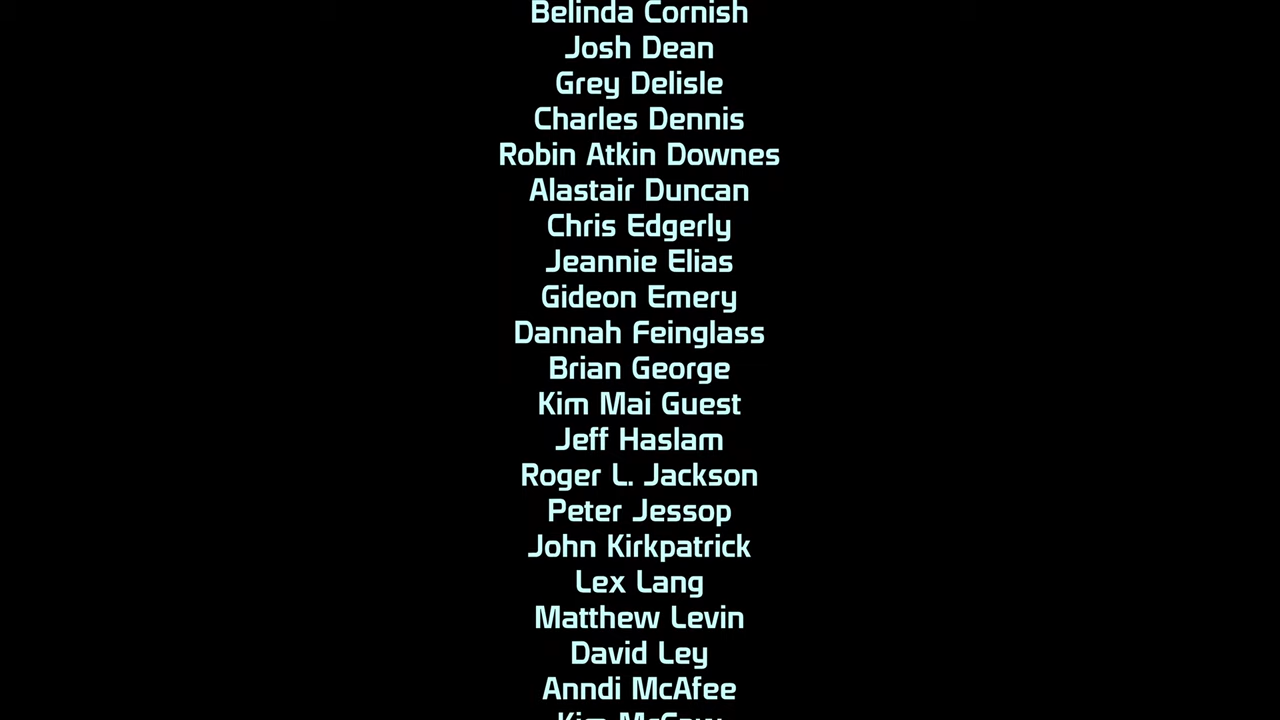 Belinda Cornish
Josh Dean
Grey Delisle
Charles Dennis
Robin Atkin Downes
Alastair Duncan
Chris Edgerly
Jeannie Elias
Gideon Emery
Dannah Feinglass
Brian George
Kim Mai Guest
Jeff Haslam
Roger L. Jackson
Peter Jessop
John Kirkpatrick
Lex Lang
Matthew Levin
David Ley
Anndi McAfee
Kim